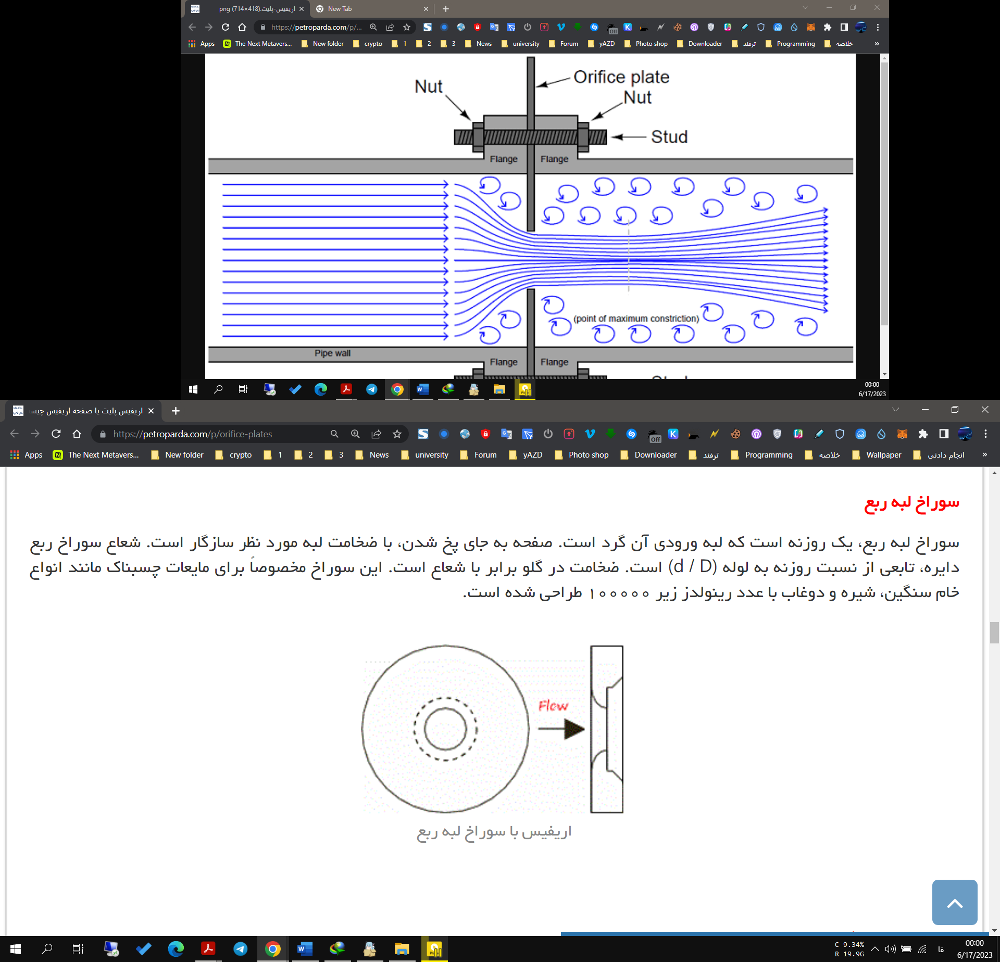 اریفیس-پلیت.png (714×418)
New Tab
https://petroparda.com/p/...
Off
Apps
The Next Metavers...
New folder
crypto
1
2
3
News
university
Forum
yAZD
Photo shop
Downloader
ترفند
Programming
خلاصه
»
Orifice plate
Nut
Nut
Stud
Flange
Flange
(point of maximum constriction)
Pipe wall
Flange
Flange
00:00
6/17/2023
اریفیس پلیت یا صفحه اریفیس چیس
https://petroparda.com/p/orifice-plates
Off
Apps
The Next Metavers...
New folder
crypto
1
2
3
News
university
Forum
yAZD
Photo shop
Downloader
ترفند
Programming
خلاصه
Wallpaper
انجام دادنی
»
سوراخ لبه ربع
سوراخ لبه ربع، یک روزنه است که لبه ورودی آن گرد است. صفحه به جای پخ شدن، با ضخامت لبه مورد نظر سازگار است. شعاع سوراخ ربع
دایره، تابعی از نسبت روزنه به لوله (d / D) است. ضخامت در گلو برابر با شعاع است. این سوراخ مخصوصاً برای مایعات چسبناک مانند انواع
خام سنگین، شیره و دوغاب با عدد رینولدز زیر ۱۰۰۰۰۰ طراحی شده است.
Flow
اریفیس با سوراخ لبه ربع
C 9.34%
R 19.9G
فا
00:00
6/17/2023